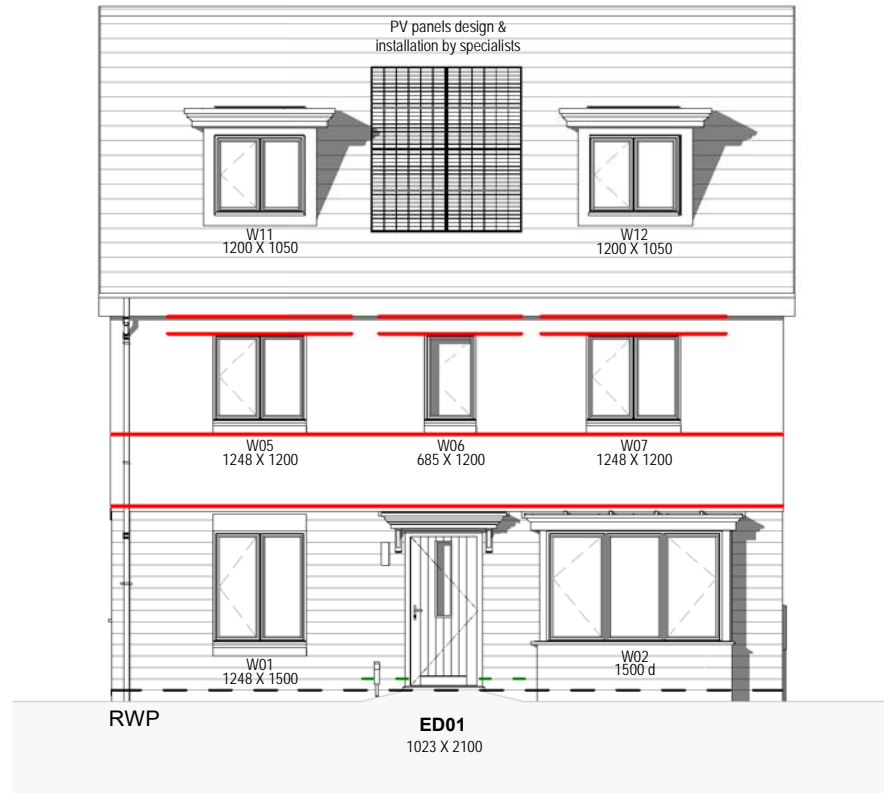 PV panels design &
installation by specialists
W11
1200 X 1050
W12
1200 X 1050
W05
1248 X 1200
W06
685 X 1200
W07
1248 X 1200
W01
1248 X 1500
W02
1500 d
RWP
ED01
1023 X 2100